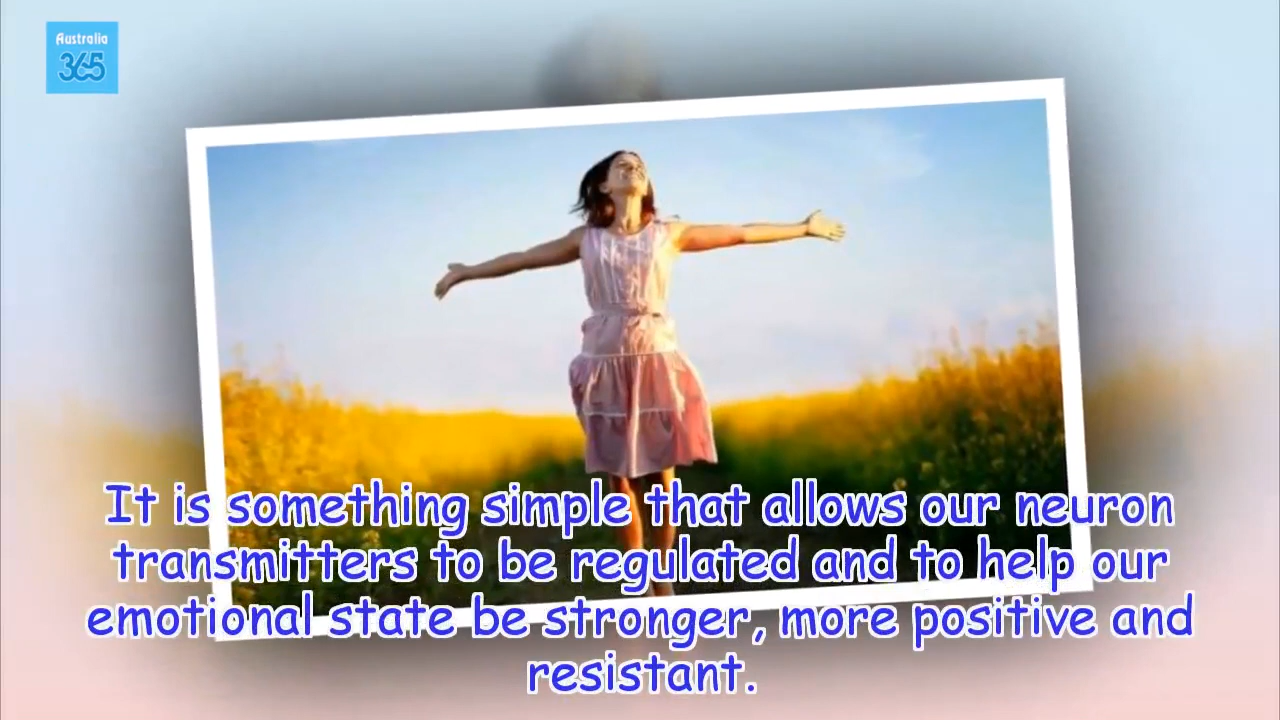 Australia
365
It is something simple that allows our neuron
transmitters to be regulated and to help our
emotional state be stronger, more positive and
resistant.